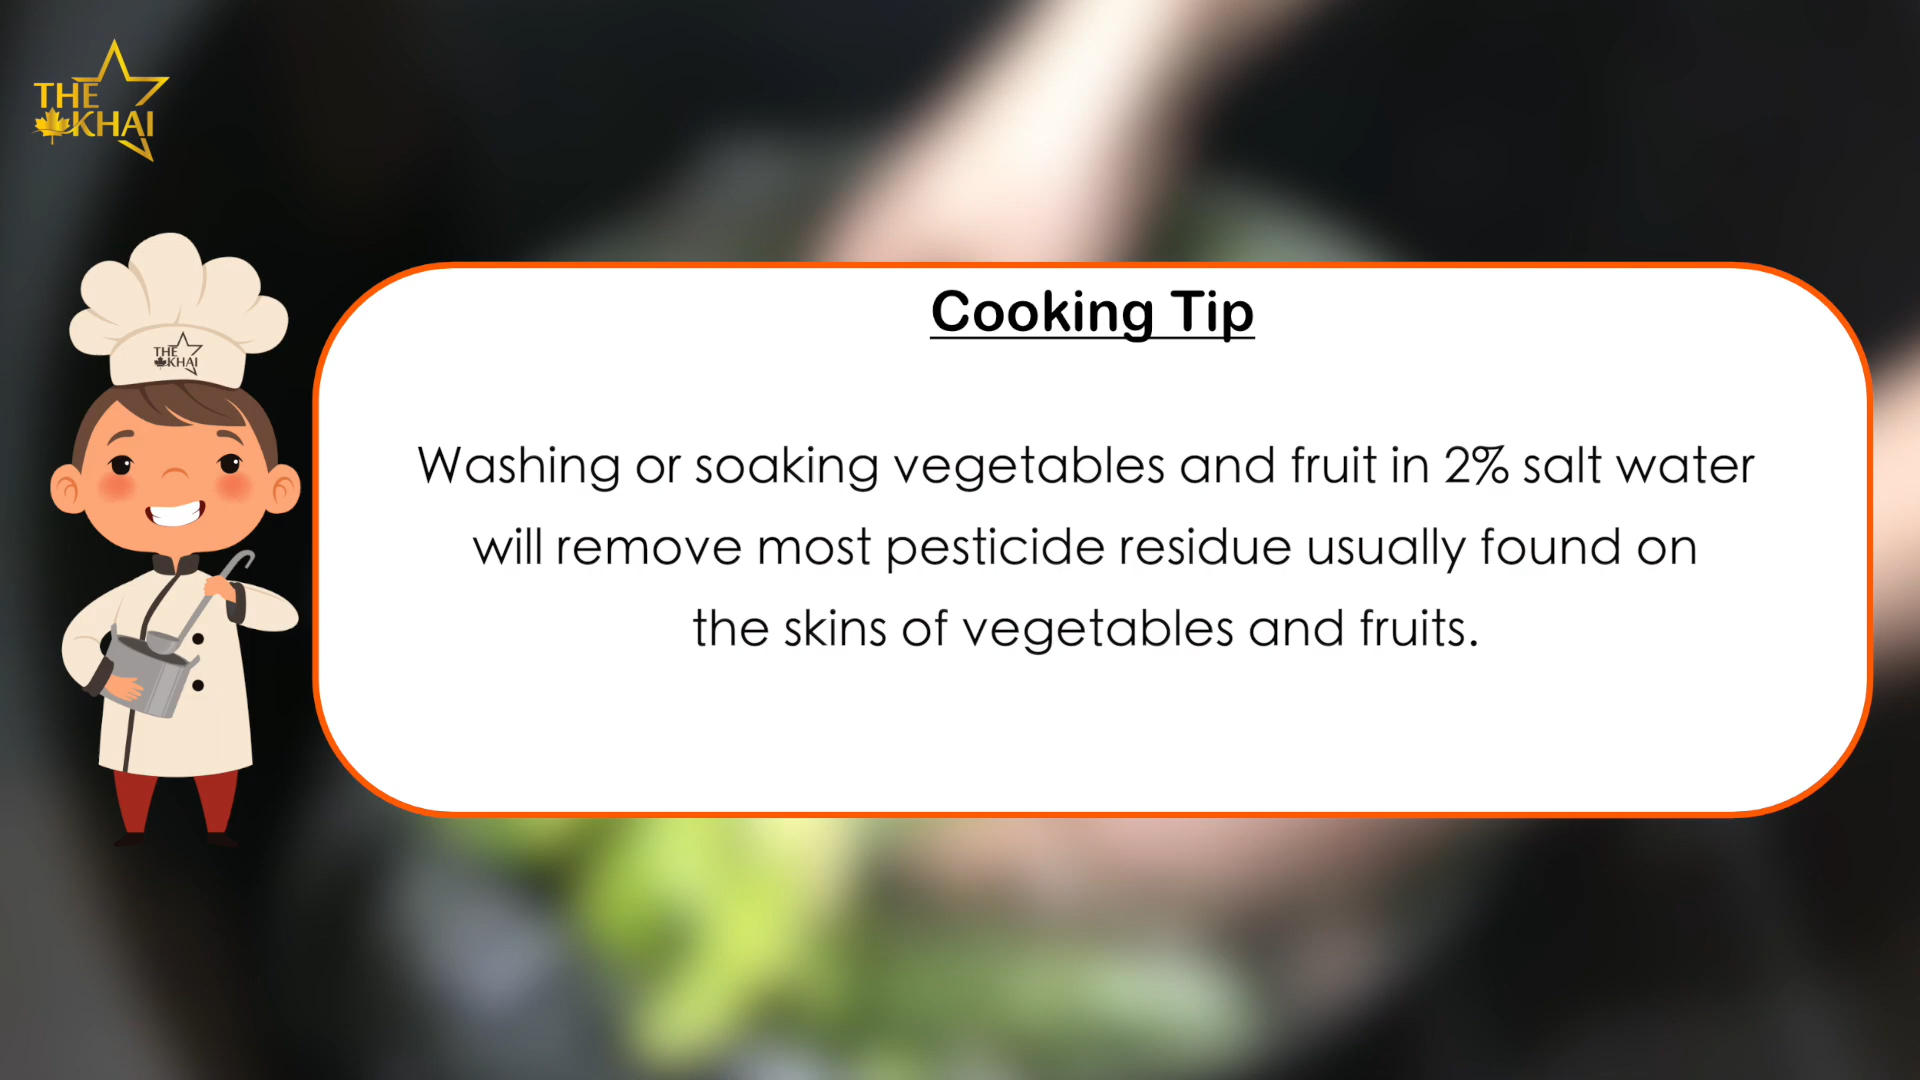 THE
KHAI
THE
KHAI
Cooking Tip
Washing or soaking vegetables and fruit in 2% salt water
will remove most pesticide residue usually found on
the skins of vegetables and fruits.